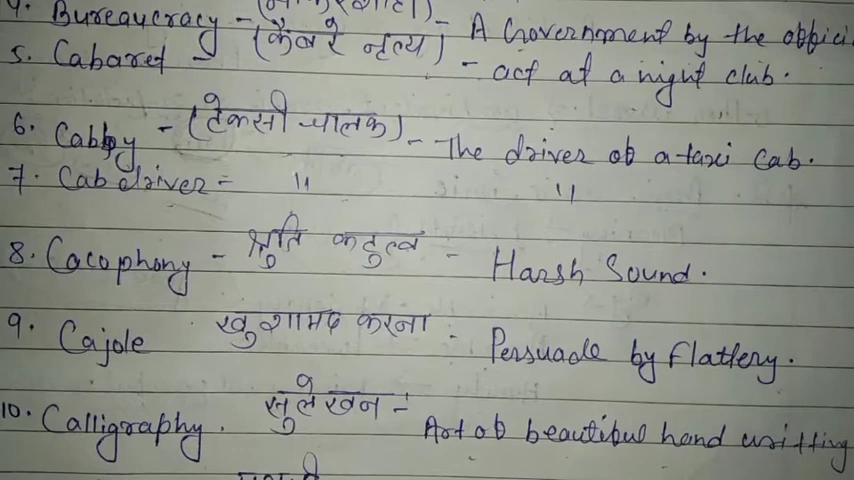 4. Bureaucracy - A Government by the offici
5. Cabaret - (कैबरे नृत्य) - act at a night club.
6. Cabby - (टैकसी चालक) - The driver of a taxi cab.
7. Cab driver = " "
8. Cacophony - श्रुति कटुत्व - Harsh Sound.
9. Cajole खुशामद करना - Persuade by flattery.
10. Calligraphy. सुलेखन - Art of beautiful hand writting